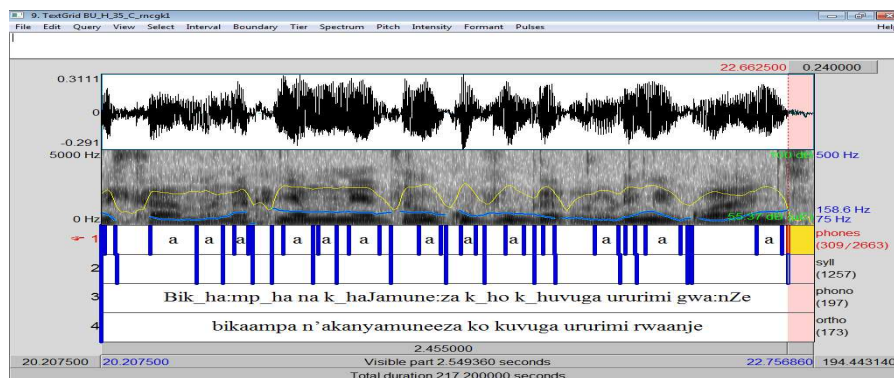 9. TextGrid BU_H_35_C_rncgk1
File Edit Query View Select Interval Boundary Tier Spectrum Pitch Intensity Formant Pulses Help
22.662500 0.240000
0.3111
0
-0.291
5000 Hz 500 Hz
158.6 Hz
0 Hz 55.37 dB 75 Hz
1 a a a a a a a a a a a a phones
(309/2663)
2 syll
(1257)
3 Bik_ha:mp_ha na k_haJamune:za k_ho k_huvuga ururimi gwa:nZe phono
(197)
4 bikaampa n'akanyamuneeza ko kuvuga ururimi rwaanje ortho
(173)
2.455000
20.207500 20.207500 Visible part 2.549360 seconds 22.756860 194.443140
Total duration 217.200000 seconds